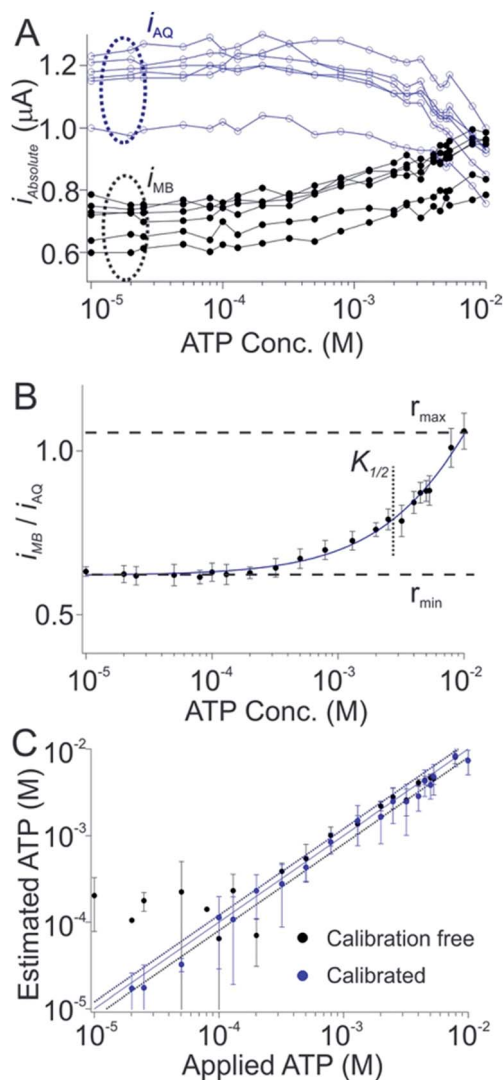 A
i_AQ
i_MB
i_Absolute (µA)
1.2
1.0
0.8
0.6
10⁻⁵
10⁻⁴
10⁻³
10⁻²
ATP Conc. (M)
B
i_MB / i_AQ
1.0
0.5
r_max
K_1/2
r_min
10⁻⁵
10⁻⁴
10⁻³
10⁻²
ATP Conc. (M)
C
Estimated ATP (M)
10⁻²
10⁻³
10⁻⁴
10⁻⁵
Calibration free
Calibrated
10⁻⁵
10⁻⁴
10⁻³
10⁻²
Applied ATP (M)